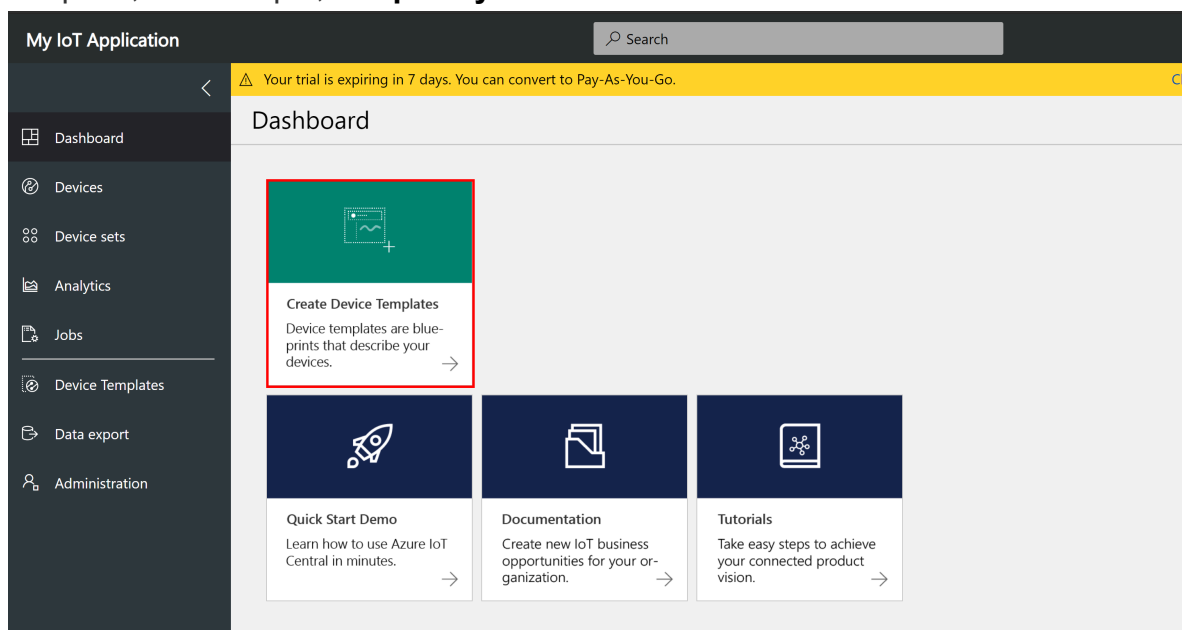 My IoT Application
Search
Your trial is expiring in 7 days. You can convert to Pay-As-You-Go.
Dashboard
Dashboard
Devices
Device sets
Analytics
Jobs
Device Templates
Data export
Administration
Create Device Templates
Device templates are blue-
prints that describe your
devices.
Quick Start Demo
Learn how to use Azure IoT
Central in minutes.
Documentation
Create new IoT business
opportunities for your or-
ganization.
Tutorials
Take easy steps to achieve
your connected product
vision.